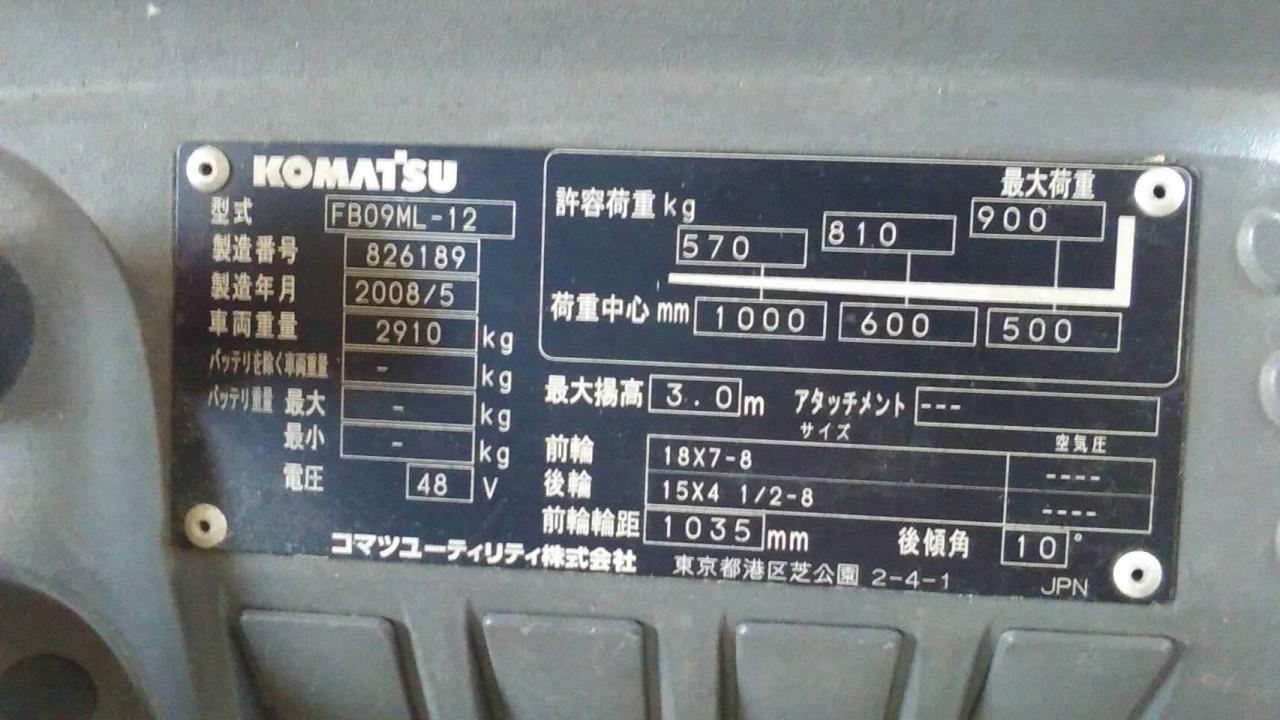 KOMATSU
型式 FB09ML-12
製造番号 826189
製造年月 2008/5
車両重量 2910 kg
バッテリを除く車両重量 - kg
バッテリ重量 最大 - kg
最小 - kg
電圧 48 V
最大荷重
許容荷重 kg 570 810 900
荷重中心 mm 1000 600 500
最大揚高 3.0 m アタッチメント ---
サイズ 空気圧
前輪 18X7-8 ----
後輪 15X4 1/2-8 ----
前輪輪距 1035 mm 後傾角 10°
コマツユーティリティ株式会社 東京都港区芝公園 2-4-1 JPN